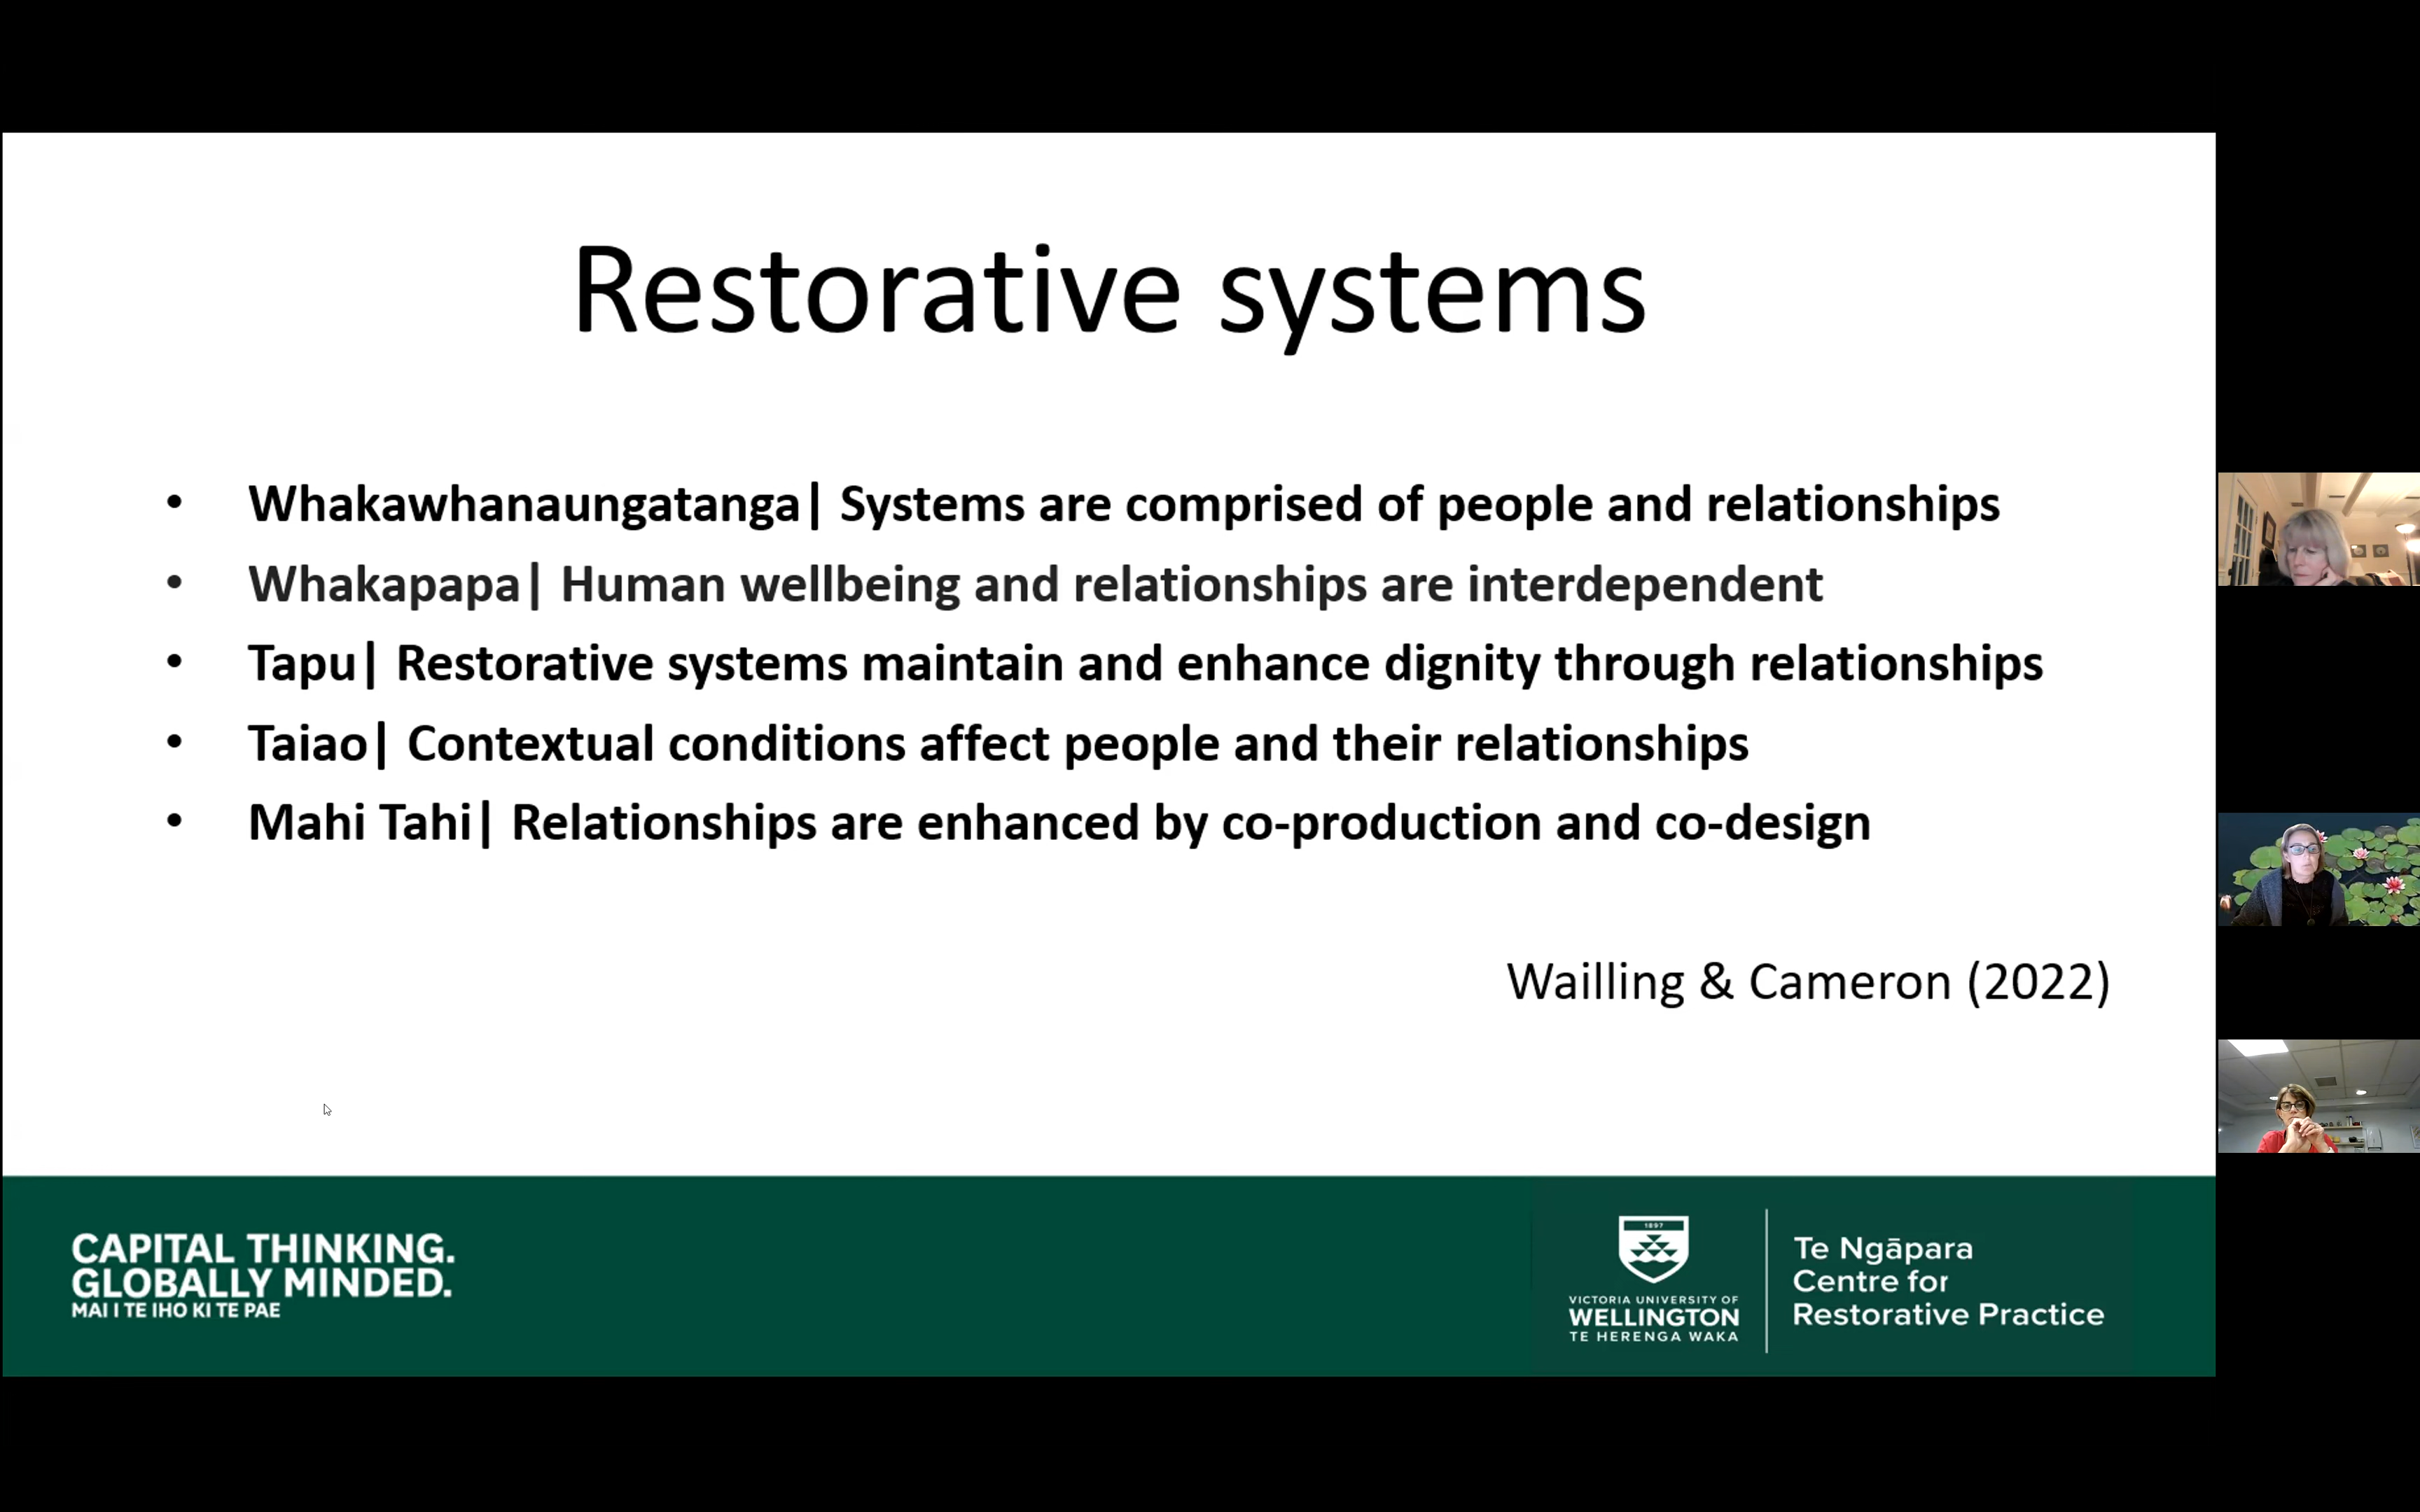 Restorative systems
• Whakawhanaungatanga| Systems are comprised of people and relationships
• Whakapapa| Human wellbeing and relationships are interdependent
• Tapu| Restorative systems maintain and enhance dignity through relationships
• Taiao| Contextual conditions affect people and their relationships
• Mahi Tahi| Relationships are enhanced by co-production and co-design
Wailling & Cameron (2022)
CAPITAL THINKING.
GLOBALLY MINDED.
MAI I TE IHO KI TE PAE
1897
VICTORIA UNIVERSITY OF
WELLINGTON
TE HERENGA WAKA
Te Ngāpara
Centre for
Restorative Practice